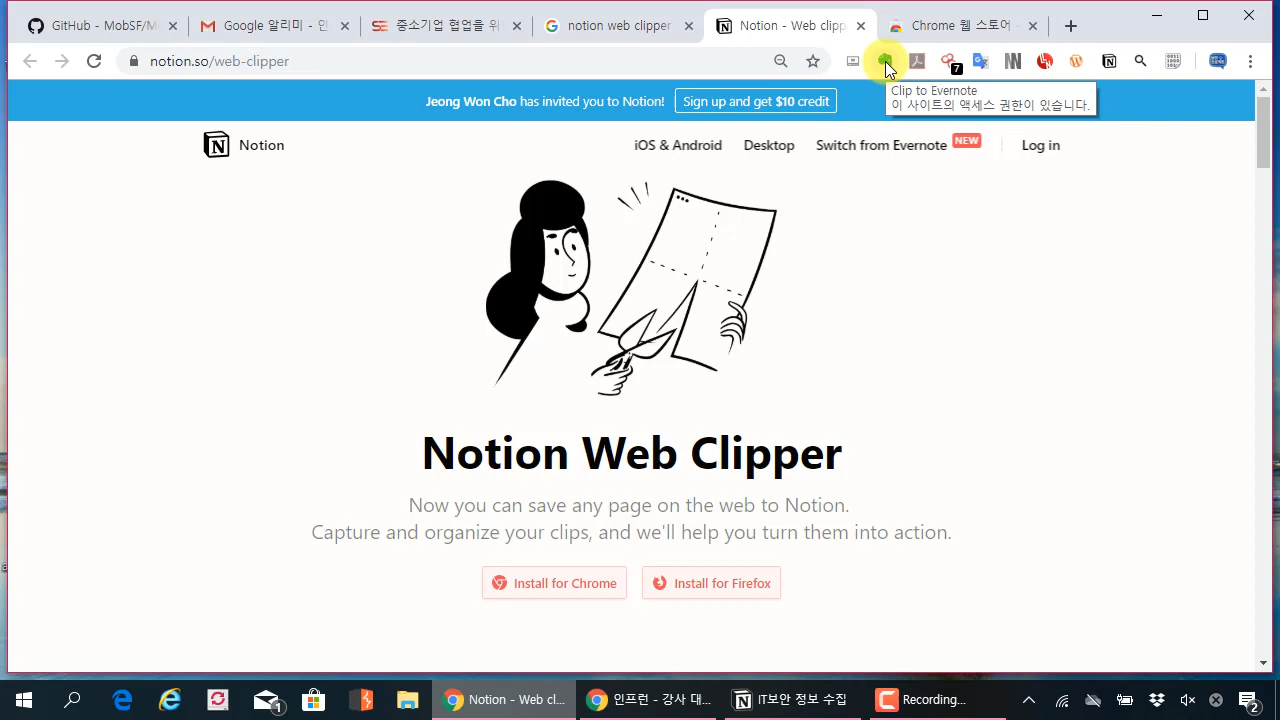 GitHub - MobSF/M
Google 알리미 - 인
중소기업 협업을 위
notion web clipper
Notion - Web clipp
Chrome 웹 스토어 -
notion.so/web-clipper
7
Clip to Evernote
이 사이트의 액세스 권한이 있습니다.
Jeong Won Cho has invited you to Notion! Sign up and get $10 credit
Notion
iOS & Android
Desktop
Switch from Evernote NEW
Log in
Notion Web Clipper
Now you can save any page on the web to Notion.
Capture and organize your clips, and we'll help you turn them into action.
Install for Chrome
Install for Firefox
1
Notion - Web cl...
인프런 - 강사 대...
IT보안 정보 수집
Recording...
2